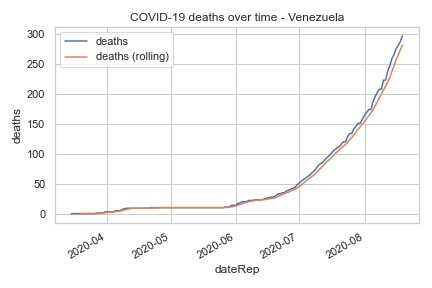 COVID-19 deaths over time - Venezuela
deaths
deaths (rolling)
300
250
200
150
100
50
0
deaths
2020-04
2020-05
2020-06
2020-07
2020-08
dateRep